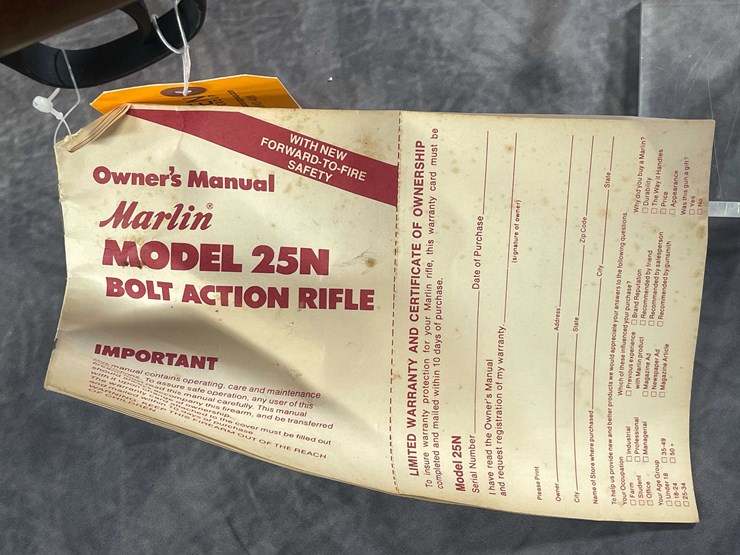 WITH NEW
FORWARD-TO-FIRE
SAFETY
Owner's Manual
Marlin®
MODEL 25N
BOLT ACTION RIFLE
IMPORTANT
manual contains operating, care and maintenance
To assure safe operation, any user of this
manual carefully. This manual
accompany this firearm, and be transferred
ownership.
the cover must be filled out
purchase.
FIREARM OUT OF THE REACH
LIMITED WARRANTY AND CERTIFICATE OF OWNERSHIP
To insure warranty protection for your Marlin rifle, this warranty card must be
completed and mailed within 10 days of purchase.
Model 25N
Serial Number Date of Purchase
I have read the Owner's Manual
and request registration of my warranty
(signature of owner)
Please Print
Owner Address
City State Zip Code
Name of Store where purchased City State
To help us provide new and better products we would appreciate your answers to the following questions.
Your Occupation
Farm
Student
Office
Industrial
Professional
Managerial
Your Age Group
Under 18
18-24
25-34
35-49
50 +
Which of these influenced your purchase?
Previous experience
with Marlin product
Magazine Ad
Newspaper Ad
Magazine Article
Brand Reputation
Recommended by friend
Recommended by salesperson
Recommended by gunsmith
Why did you buy a Marlin?
Durability
The Way it Handles
Price
Appearance
Was this gun a gift?
Yes
No